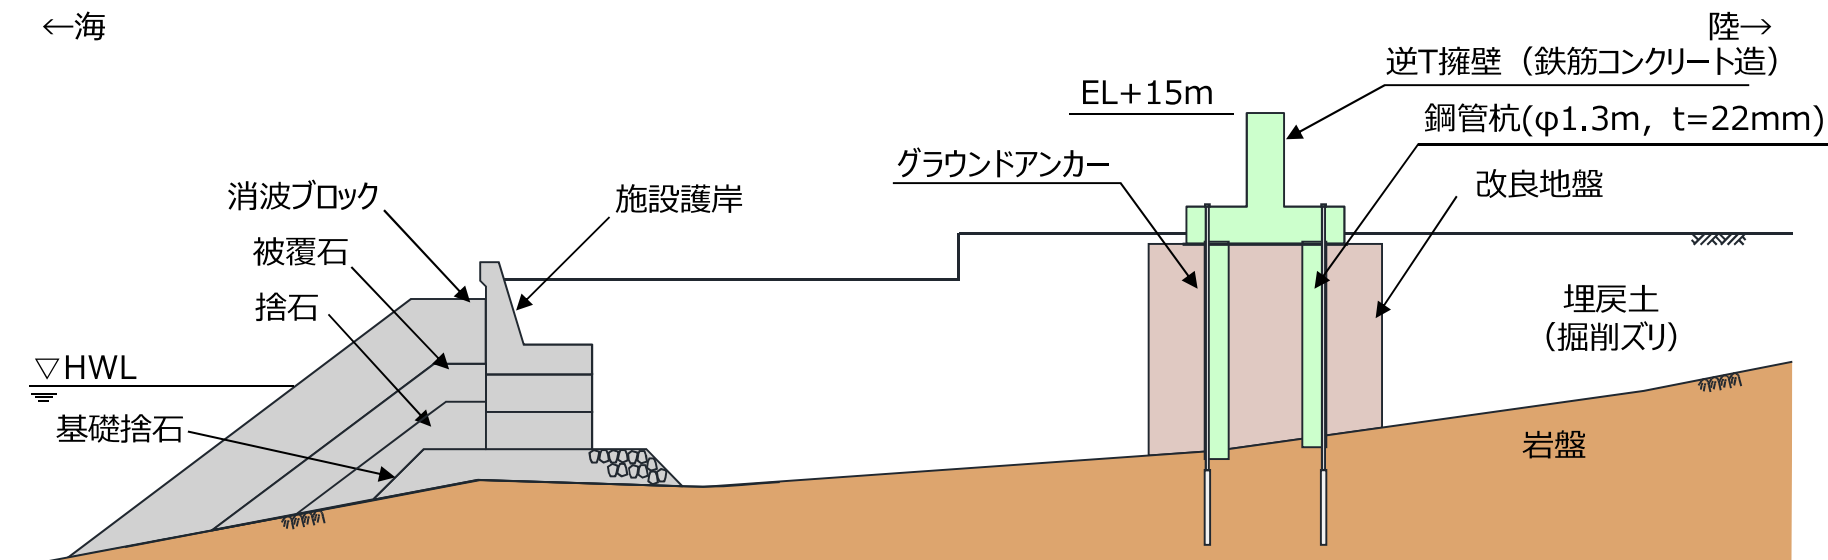 ←海
陸→
逆T擁壁（鉄筋コンクリート造）
EL+15m
鋼管杭(φ1.3m, t=22mm)
グラウンドアンカー
消波ブロック
施設護岸
改良地盤
被覆石
捨石
埋戻土
(掘削ズリ)
▽HWL
基礎捨石
岩盤